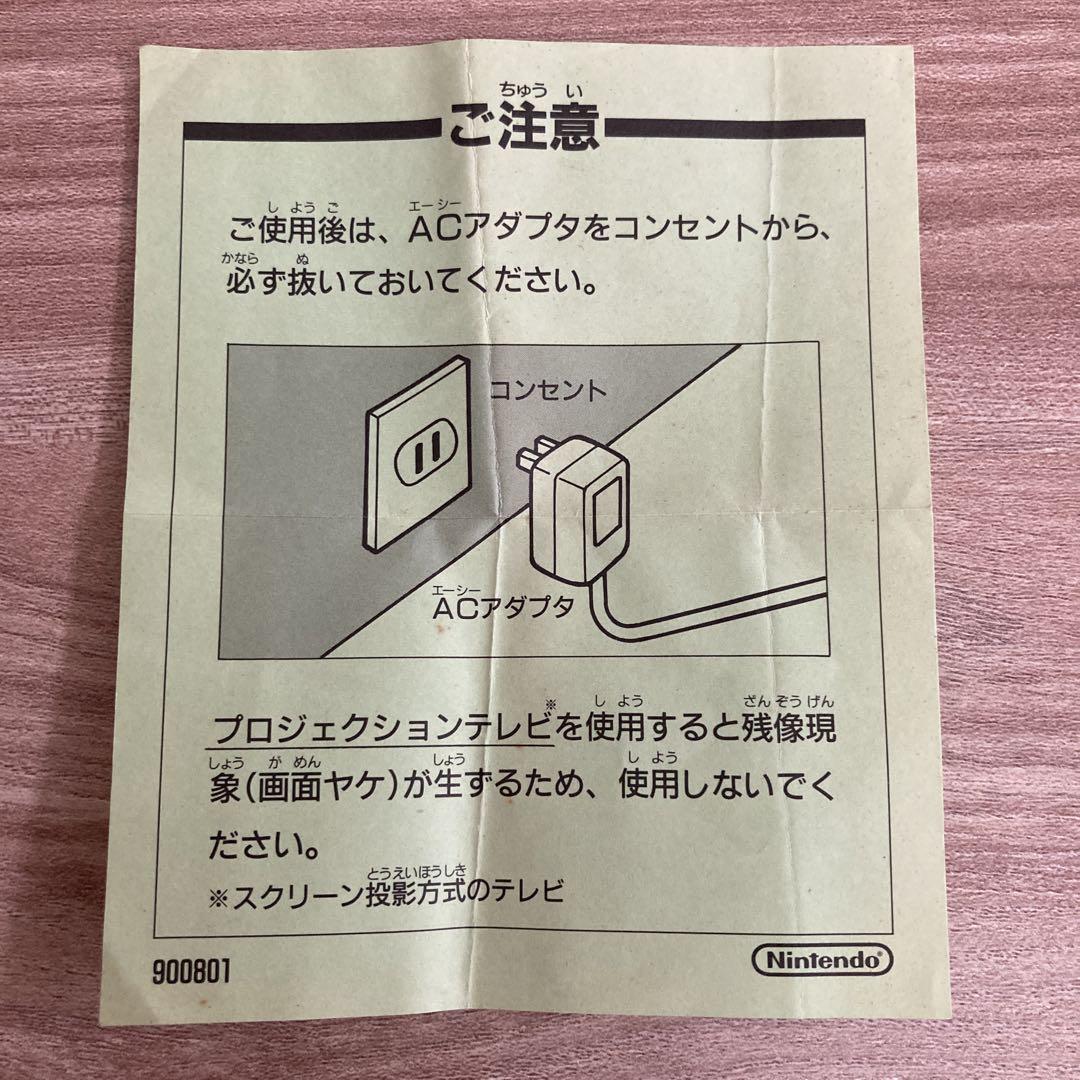 ちゅう い
ご注意
し よう ご エーシー
ご使用後は、ACアダプタをコンセントから、
かなら ぬ
必ず抜いておいてください。
コンセント
エーシー
ACアダプタ
し よう ざん ぞう げん
プロジェクションテレビ※を使用すると残像現
しょう が めん しょう し よう
象(画面ヤケ)が生ずるため、使用しないでく
ださい。
とうえいほうしき
※スクリーン投影方式のテレビ
900801
Nintendo®